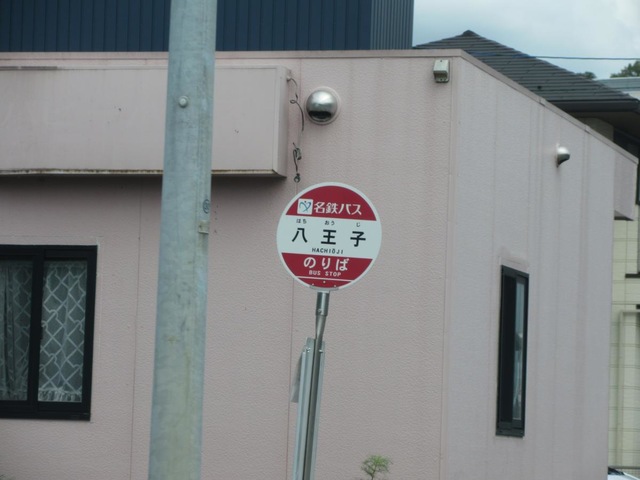 名鉄バス
はち おう じ
八王子
HACHIŌJI
のりば
BUS STOP